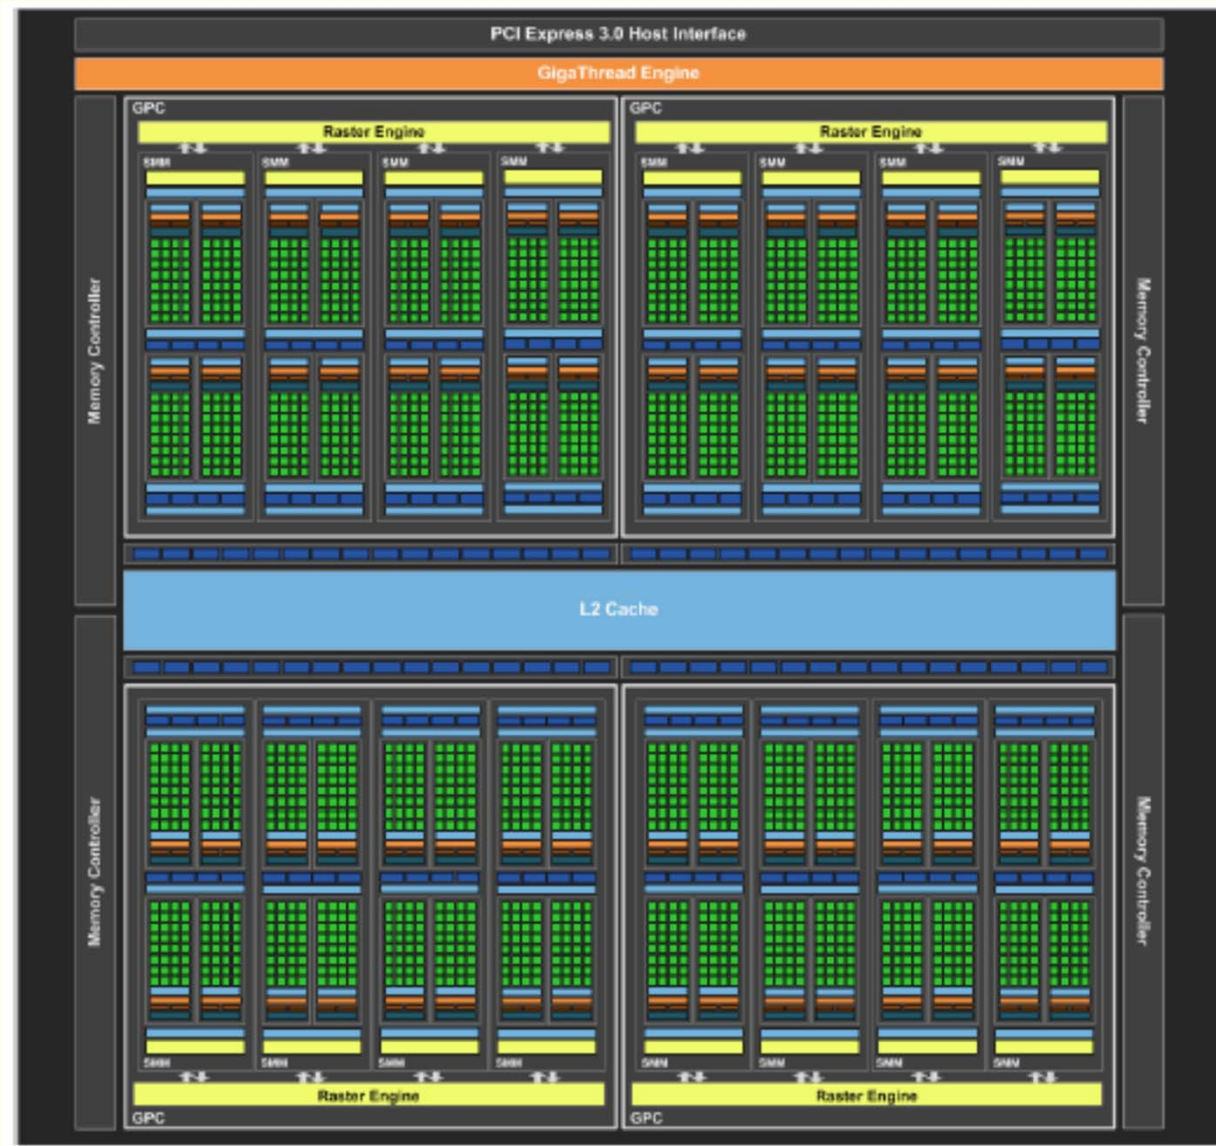 PCI Express 3.0 Host Interface
GigaThread Engine
GPC
GPC
Raster Engine
Raster Engine
SMM SMM SMM SMM
SMM SMM SMM SMM
Memory Controller
Memory Controller
L2 Cache
Memory Controller
Memory Controller
SMM SMM SMM SMM
SMM SMM SMM SMM
Raster Engine
Raster Engine
GPC
GPC